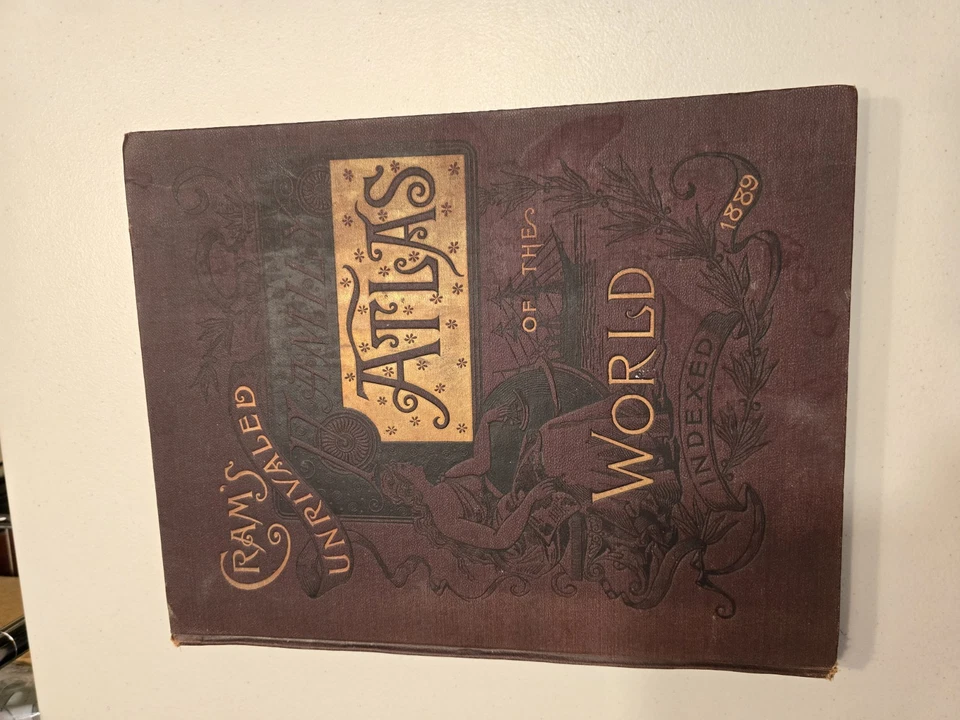 CRAM'S
UNRIVALED
ATLAS
OF THE
WORLD
INDEXED
1889